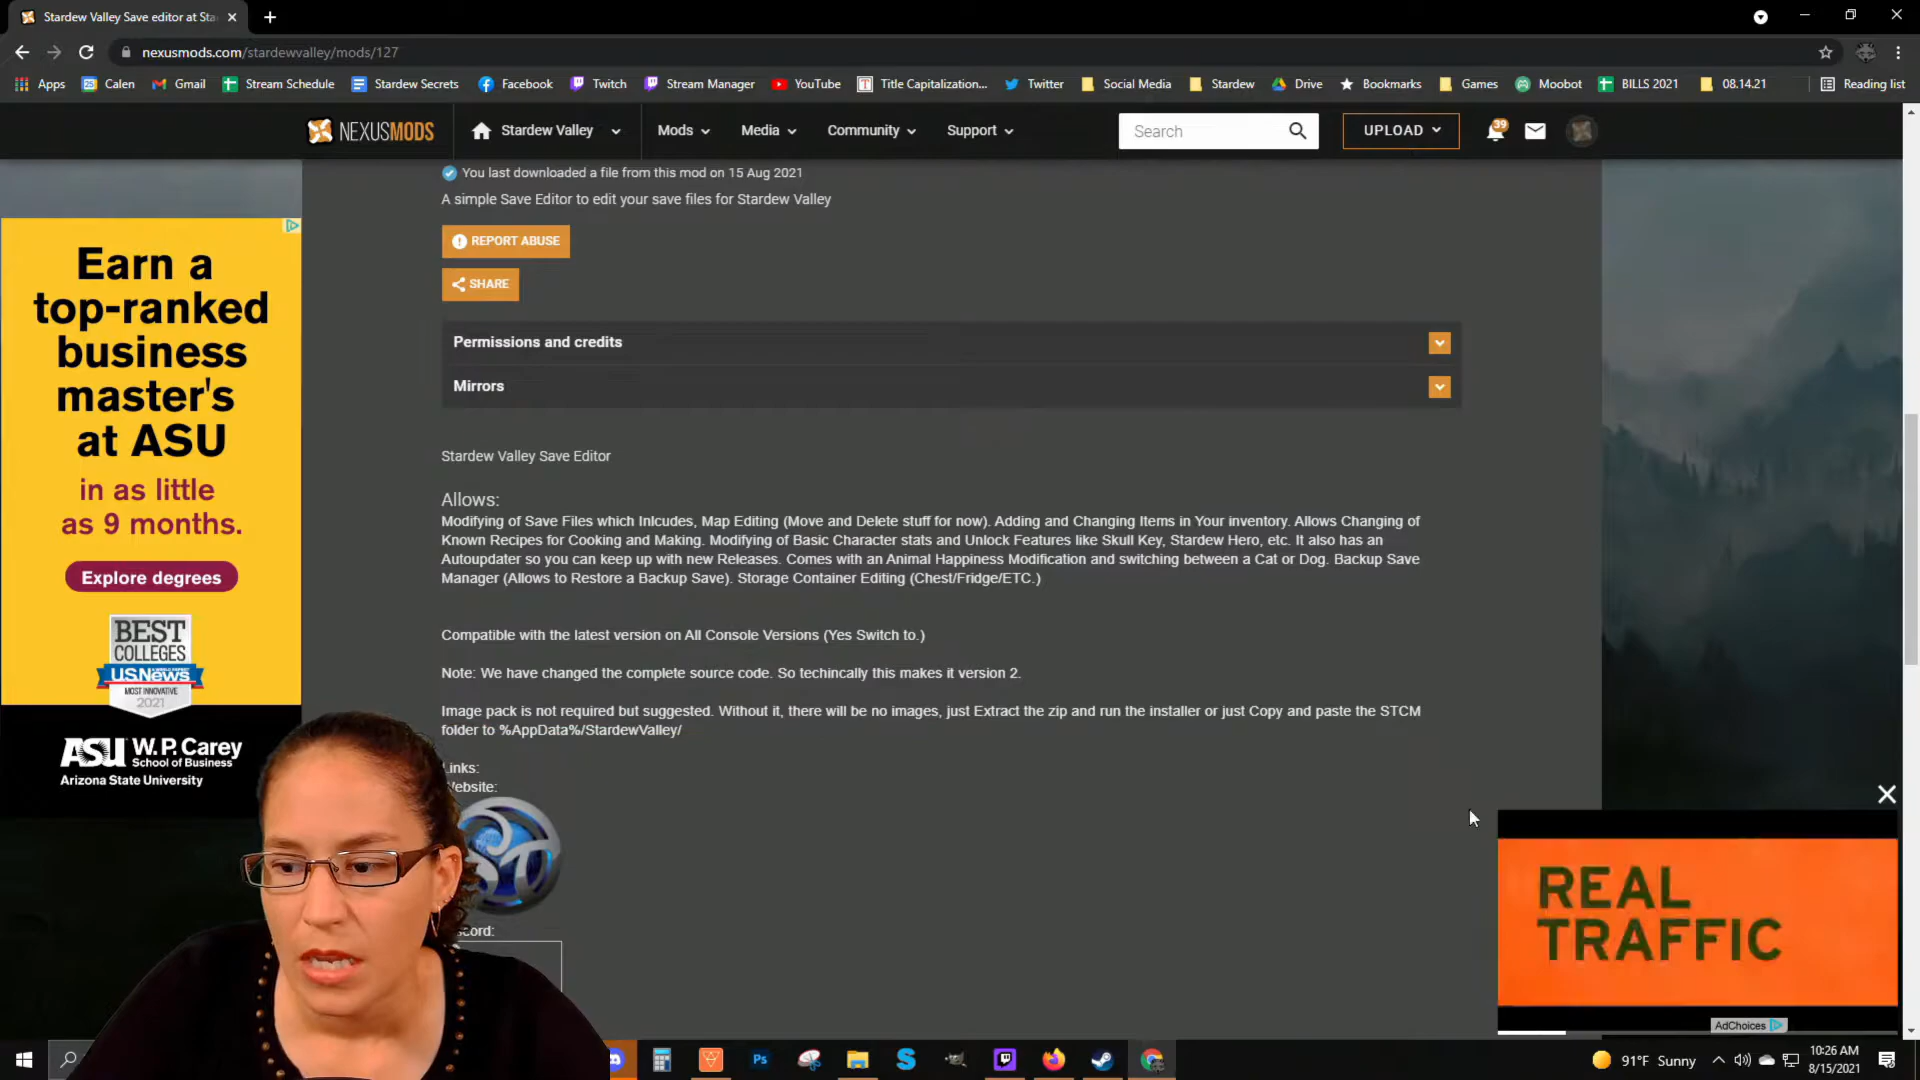 Stardew Valley Save editor at Sta
nexusmods.com/stardewvalley/mods/127
Apps
Calen
Gmail
Stream Schedule
Stardew Secrets
Facebook
Twitch
Stream Manager
YouTube
Title Capitalization...
Twitter
Social Media
Stardew
Drive
Bookmarks
Games
Moobot
BILLS 2021
08.14.21
Reading list
NEXUSMODS
Stardew Valley
Mods
Media
Community
Support
Search
UPLOAD
39
You last downloaded a file from this mod on 15 Aug 2021
A simple Save Editor to edit your save files for Stardew Valley
REPORT ABUSE
SHARE
Permissions and credits
Mirrors
Stardew Valley Save Editor
Allows:
Modifying of Save Files which Inlcudes, Map Editing (Move and Delete stuff for now). Adding and Changing Items in Your inventory. Allows Changing of
Known Recipes for Cooking and Making. Modifying of Basic Character stats and Unlock Features like Skull Key, Stardew Hero, etc. It also has an
Autoupdater so you can keep up with new Releases. Comes with an Animal Happiness Modification and switching between a Cat or Dog. Backup Save
Manager (Allows to Restore a Backup Save). Storage Container Editing (Chest/Fridge/ETC.)
Compatible with the latest version on All Console Versions (Yes Switch to.)
Note: We have changed the complete source code. So techincally this makes it version 2.
Image pack is not required but suggested. Without it, there will be no images, just Extract the zip and run the installer or just Copy and paste the STCM
folder to %AppData%/StardewValley/
Links:
ebsite:
ST
cord:
Earn a
top-ranked
business
master's
at ASU
in as little
as 9 months.
Explore degrees
BEST
COLLEGES
U.S.News
MOST INNOVATIVE
2021
ASU W. P. Carey
School of Business
Arizona State University
REAL
TRAFFIC
AdChoices
Ps
S
91°F Sunny
10:26 AM
8/15/2021